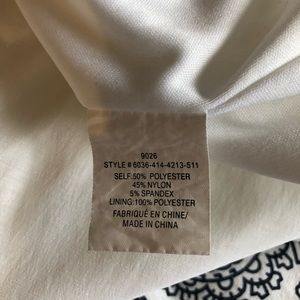 9026
STYLE # 6036-414-4213-511
SELF:50% POLYESTER
45% NYLON
5% SPANDEX
LINING:100% POLYESTER
FABRIQUÉ EN CHINE/
MADE IN CHINA